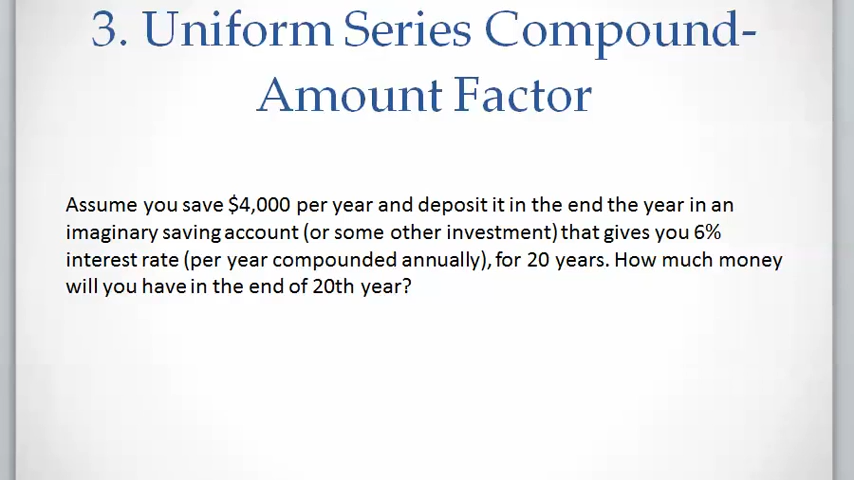 3. Uniform Series Compound-
Amount Factor
Assume you save $4,000 per year and deposit it in the end the year in an
imaginary saving account (or some other investment) that gives you 6%
interest rate (per year compounded annually), for 20 years. How much money
will you have in the end of 20th year?